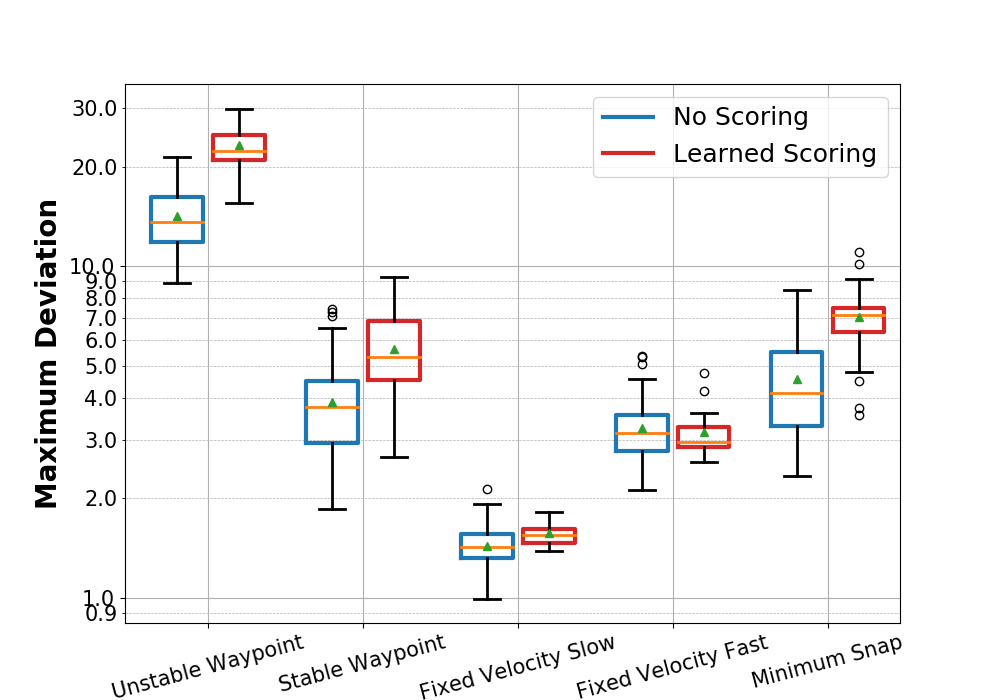 Maximum Deviation
30.0
20.0
10.0
9.0
8.0
7.0
6.0
5.0
4.0
3.0
2.0
1.0
0.9
No Scoring
Learned Scoring
Unstable Waypoint
Stable Waypoint
Fixed Velocity Slow
Fixed Velocity Fast
Minimum Snap